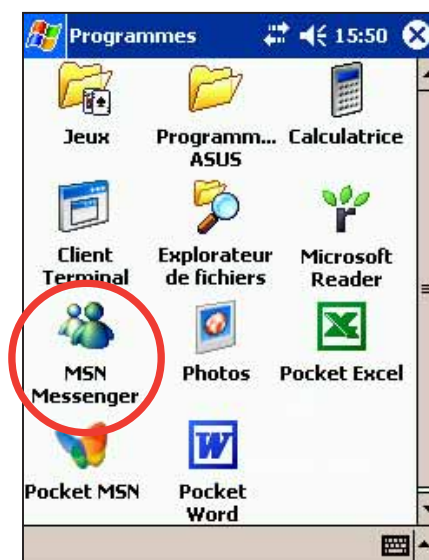 Programmes 15:50
Jeux Programm... Calculatrice
ASUS
Client Explorateur Microsoft
Terminal de fichiers Reader
MSN Photos Pocket Excel
Messenger
Pocket MSN Pocket
Word